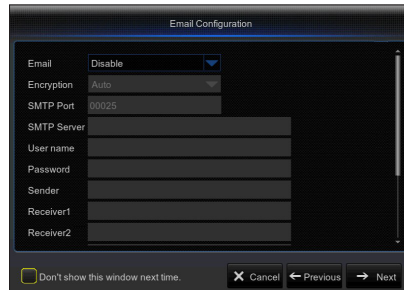 Email Configuration
Email Disable
Encryption Auto
SMTP Port 00025
SMTP Server
User name
Password
Sender
Receiver1
Receiver2
Don't show this window next time. Cancel Previous Next